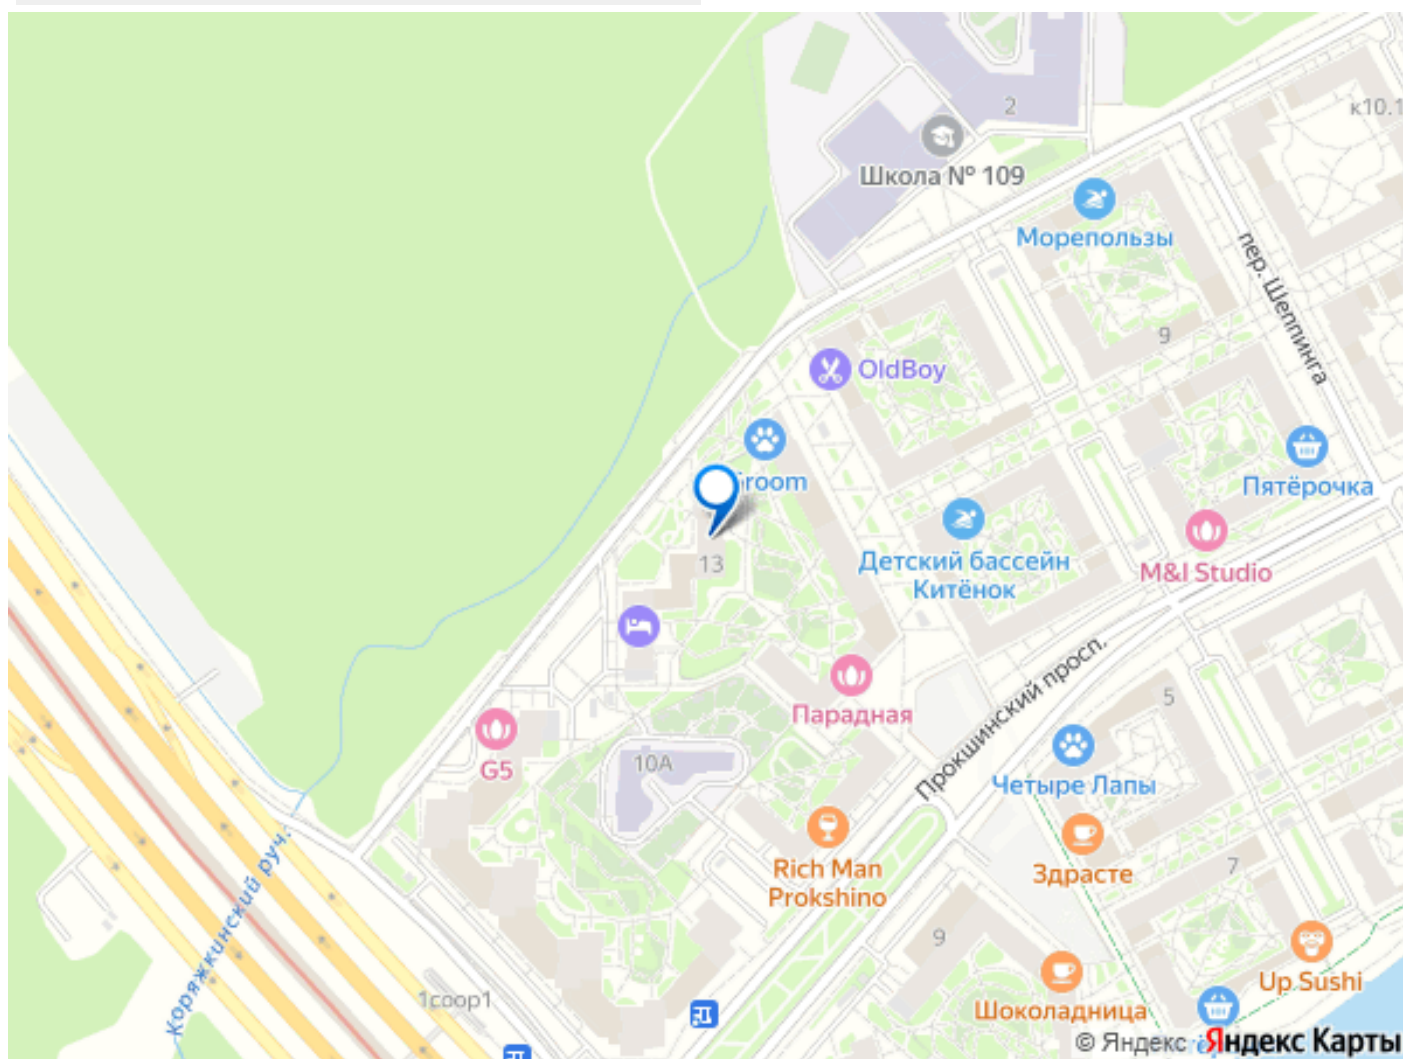 2
к10.1
Школа № 109
Морепользы
пер. Шеппинга
9
OldBoy
Groom
Пятёрочка
13
Детский бассейн
Китёнок
M&I Studio
Прокшинский просп.
Парадная
5
G5
10А
Четыре Лапы
Rich Man
Prokshino
Здрасте
7
Коряжкинский руч.
9
Up Sushi
1соор1
Шоколадница
© Яндекс Яндекс Карты